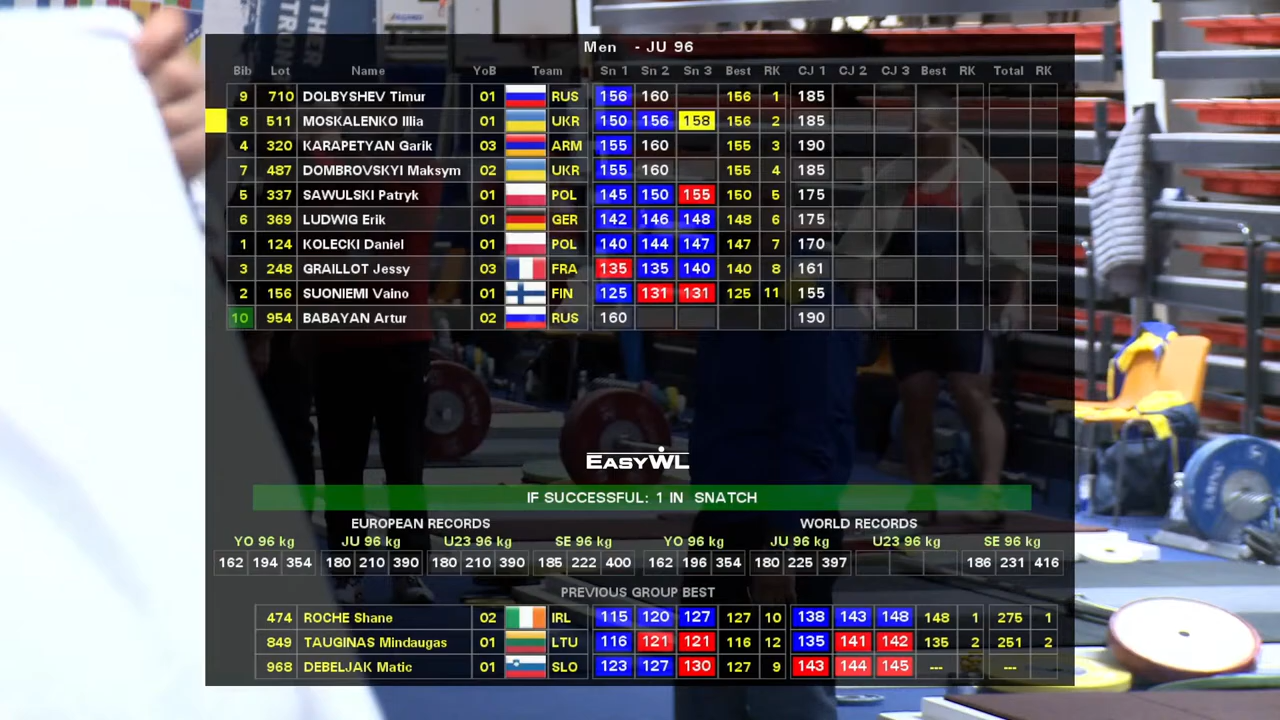 Men - JU 96
Bib Lot Name YoB Team Sn 1 Sn 2 Sn 3 Best RK CJ 1 CJ 2 CJ 3 Best RK Total RK
9 710 DOLBYSHEV Timur 01 RUS 156 160 156 1 185
8 511 MOSKALENKO Illia 01 UKR 150 156 158 156 2 185
4 320 KARAPETYAN Garik 03 ARM 155 160 155 3 190
7 487 DOMBROVSKYI Maksym 02 UKR 155 160 155 4 185
5 337 SAWULSKI Patryk 01 POL 145 150 155 150 5 175
6 369 LUDWIG Erik 01 GER 142 146 148 148 6 175
1 124 KOLECKI Daniel 01 POL 140 144 147 147 7 170
3 248 GRAILLOT Jessy 03 FRA 135 135 140 140 8 161
2 156 SUONIEMI Vaino 01 FIN 125 131 131 125 11 155
10 954 BABAYAN Artur 02 RUS 160 190
EASYWL
IF SUCCESSFUL: 1 IN SNATCH
EUROPEAN RECORDS WORLD RECORDS
YO 96 kg JU 96 kg U23 96 kg SE 96 kg YO 96 kg JU 96 kg U23 96 kg SE 96 kg
162 194 354 180 210 390 180 210 390 185 222 400 162 196 354 180 225 397 186 231 416
PREVIOUS GROUP BEST
474 ROCHE Shane 02 IRL 115 120 127 127 10 138 143 148 148 1 275 1
849 TAUGINAS Mindaugas 01 LTU 116 121 121 116 12 135 141 142 135 2 251 2
968 DEBELJAK Matic 01 SLO 123 127 130 127 9 143 144 145 --- ---